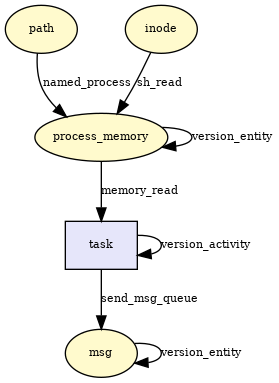 path
inode
named_process
sh_read
process_memory
version_entity
memory_read
task
version_activity
send_msg_queue
msg
version_entity